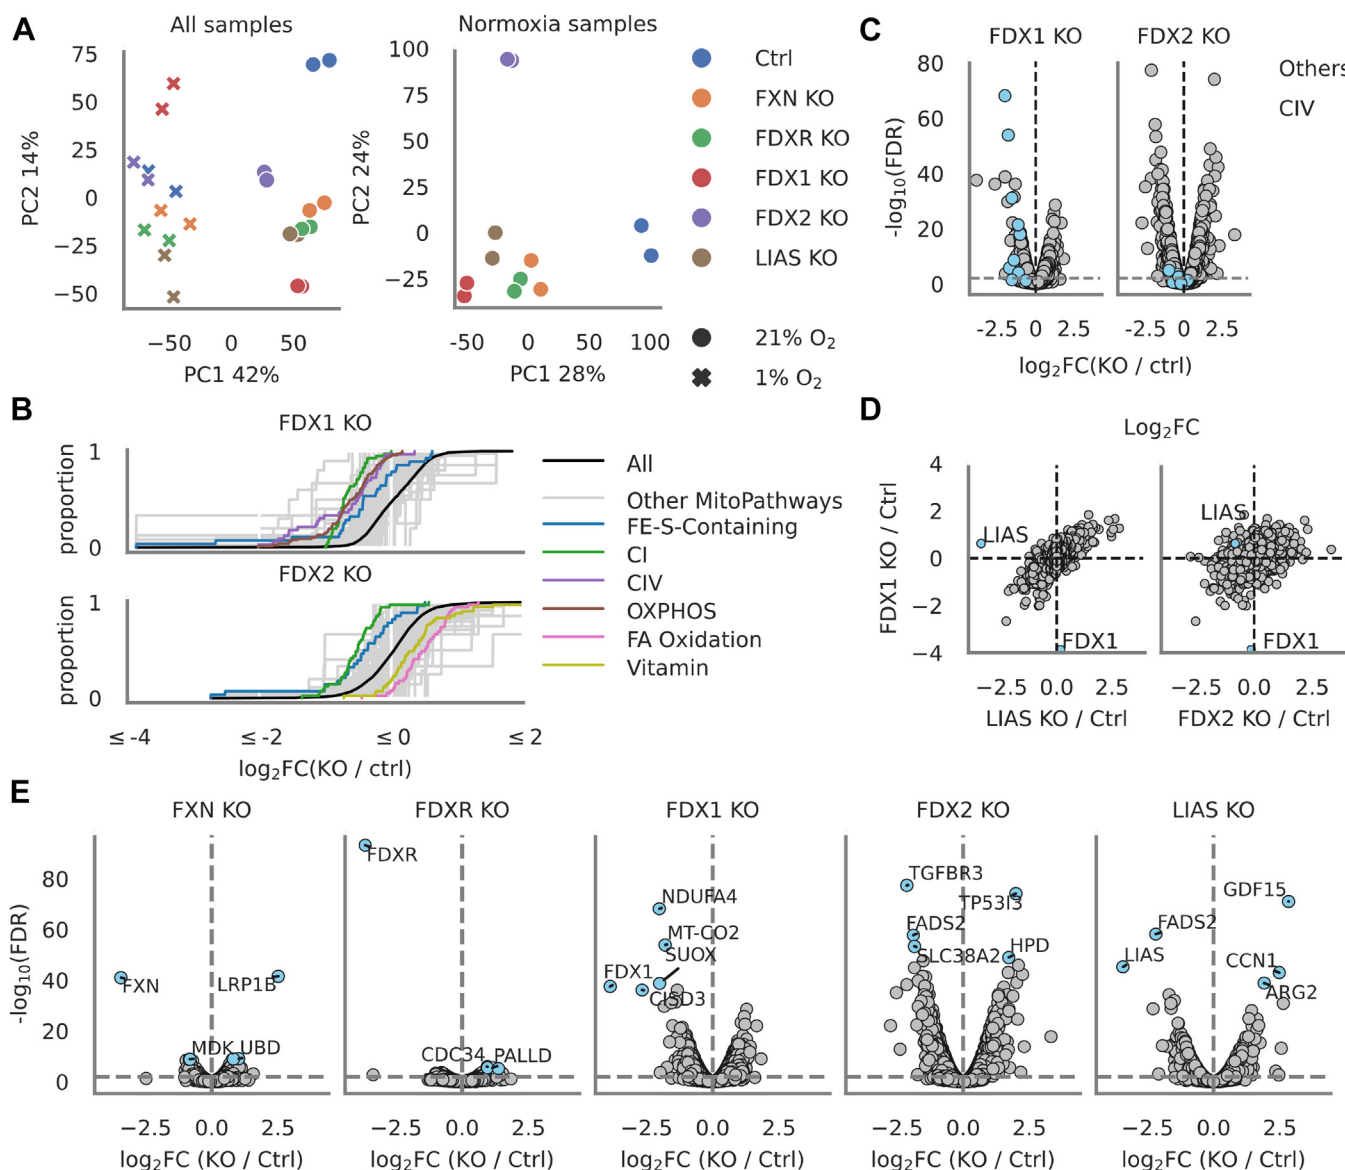 A
All samples
Normoxia samples
75
50
25
0
−25
−50
PC2 14%
−50
0
50
PC1 42%
100
75
50
25
0
−25
PC2 24%
-50
0
50
100
PC1 28%
Ctrl
FXN KO
FDXR KO
FDX1 KO
FDX2 KO
LIAS KO
21% O₂
1% O₂
C
FDX1 KO
FDX2 KO
80
60
40
20
0
-log₁₀(FDR)
-2.5
0
2.5
-2.5
0
2.5
log₂FC(KO / ctrl)
Others
CIV
B
FDX1 KO
1
0
proportion
FDX2 KO
1
0
proportion
≤ -4
≤ -2
≤ 0
≤ 2
log₂FC(KO / ctrl)
All
Other MitoPathways
FE-S-Containing
CI
CIV
OXPHOS
FA Oxidation
Vitamin
D
Log₂FC
4
2
0
−2
−4
FDX1 KO / Ctrl
LIAS
FDX1
LIAS
FDX1
−2.5
0.0
2.5
−2.5
0.0
2.5
LIAS KO / Ctrl
FDX2 KO / Ctrl
E
FXN KO
FDXR KO
FDX1 KO
FDX2 KO
LIAS KO
80
60
40
20
0
-log₁₀(FDR)
FXN
LRP1B
MDK
UBD
FDXR
CDC34
PALLD
NDUFA4
MT-CO2
SUOX
FDX1
CISD3
TGFBR3
TP53I3
FADS2
SLC38A2
HPD
GDF15
FADS2
LIAS
CCN1
ARG2
−2.5
0.0
2.5
−2.5
0.0
2.5
−2.5
0.0
2.5
−2.5
0.0
2.5
−2.5
0.0
2.5
log₂FC (KO / Ctrl)
log₂FC (KO / Ctrl)
log₂FC (KO / Ctrl)
log₂FC (KO / Ctrl)
log₂FC (KO / Ctrl)